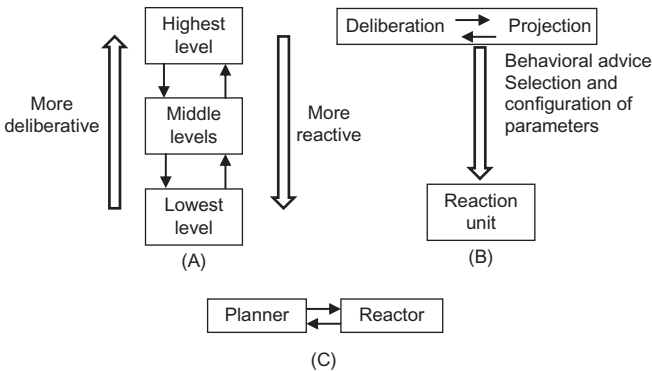 Highest
level
More
deliberative
Middle
levels
More
reactive
Lowest
level
(A)
Deliberation Projection
Behavioral advice
Selection and
configuration of
parameters
Reaction
unit
(B)
Planner Reactor
(C)